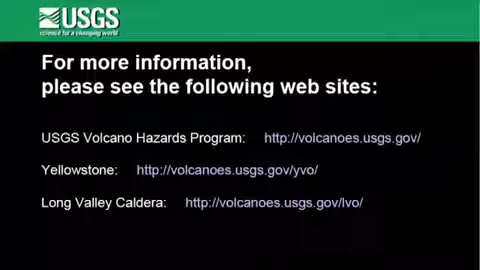 USGS
science for a changing world
For more information,
please see the following web sites:
USGS Volcano Hazards Program: http://volcanoes.usgs.gov/
Yellowstone: http://volcanoes.usgs.gov/yvo/
Long Valley Caldera: http://volcanoes.usgs.gov/lvo/